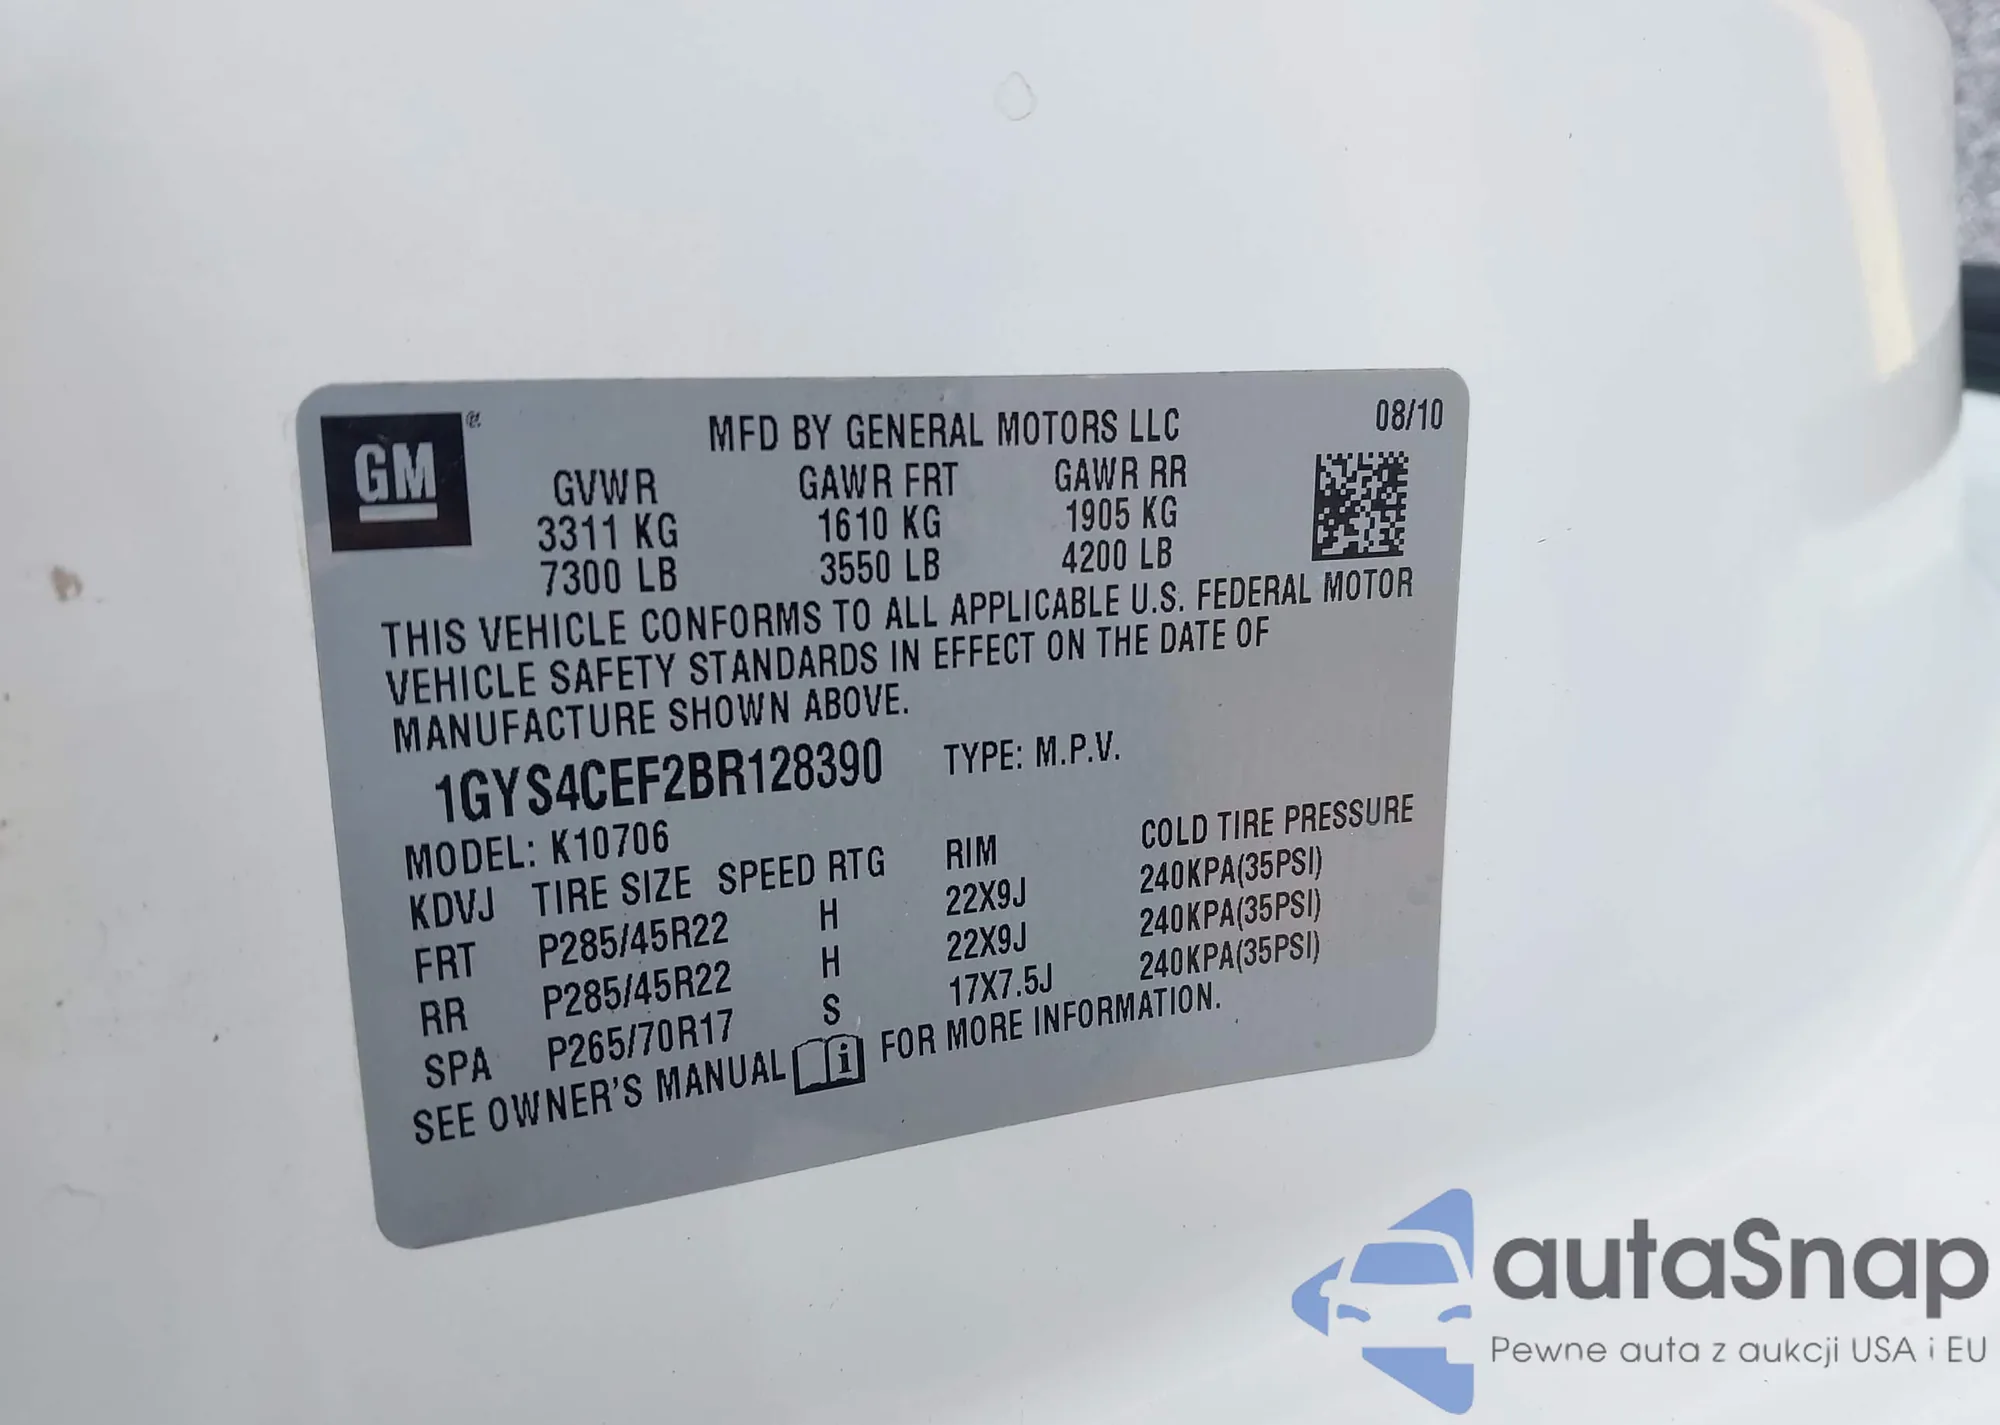 GM
MFD BY GENERAL MOTORS LLC 08/10
GVWR GAWR FRT GAWR RR
3311 KG 1610 KG 1905 KG
7300 LB 3550 LB 4200 LB
THIS VEHICLE CONFORMS TO ALL APPLICABLE U.S. FEDERAL MOTOR
VEHICLE SAFETY STANDARDS IN EFFECT ON THE DATE OF
MANUFACTURE SHOWN ABOVE.
1GYS4CEF2BR128390 TYPE: M.P.V.
MODEL: K10706
KDVJ TIRE SIZE SPEED RTG RIM COLD TIRE PRESSURE
FRT P285/45R22 H 22X9J 240KPA(35PSI)
RR P285/45R22 H 22X9J 240KPA(35PSI)
SPA P265/70R17 S 17X7.5J 240KPA(35PSI)
SEE OWNER'S MANUAL i FOR MORE INFORMATION.
autaSnap
Pewne auta z aukcji USA i EU